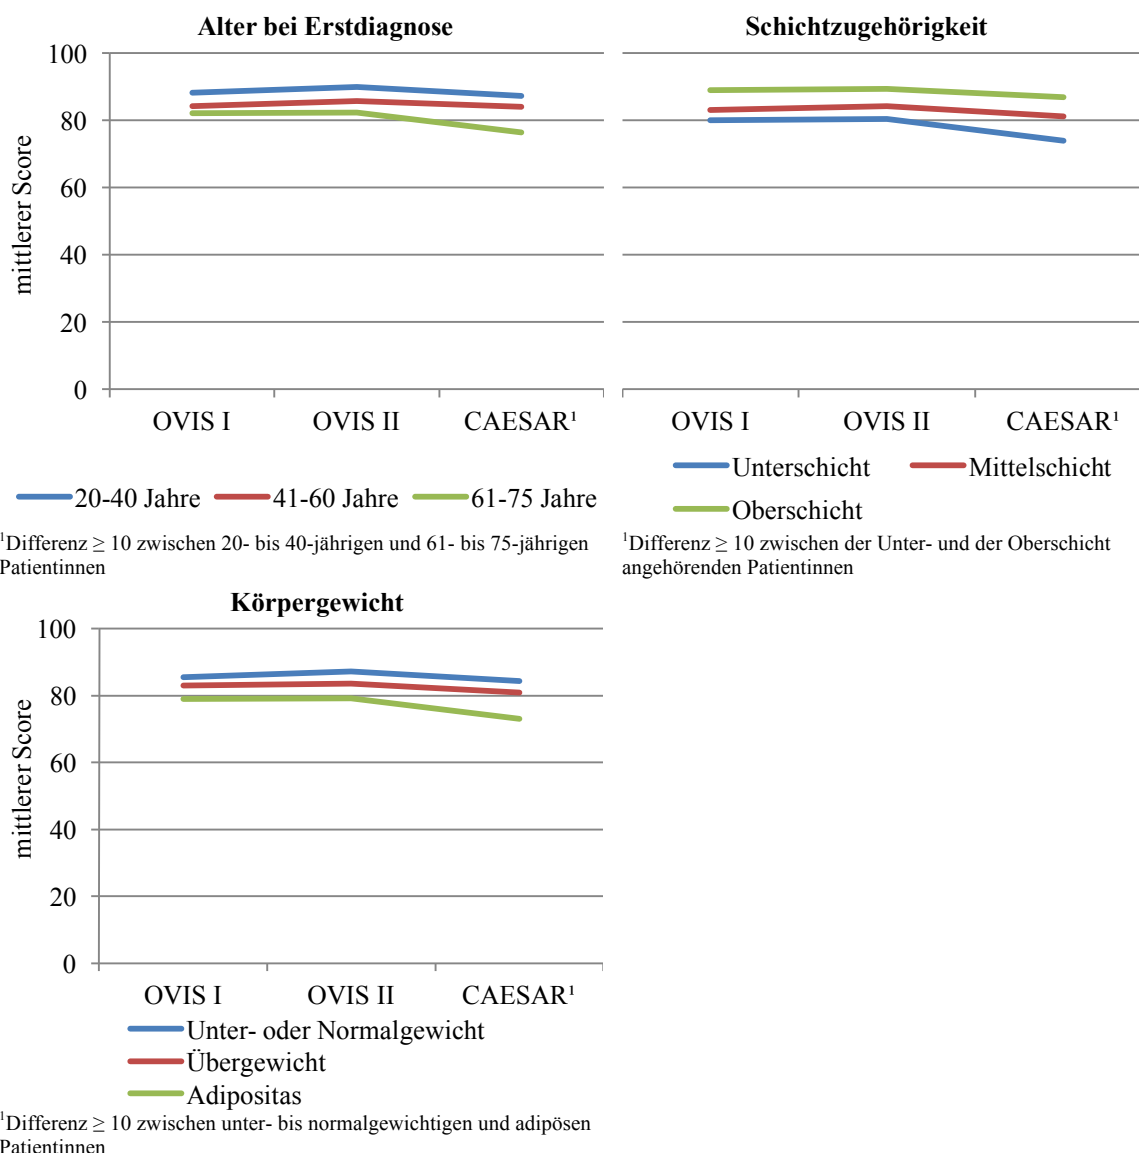 Alter bei Erstdiagnose
100
80
60
40
20
0
mittlerer Score
OVIS I OVIS II CAESAR¹
20-40 Jahre 41-60 Jahre 61-75 Jahre
¹Differenz ≥ 10 zwischen 20- bis 40-jährigen und 61- bis 75-jährigen
Patientinnen
Schichtzugehörigkeit
OVIS I OVIS II CAESAR¹
Unterschicht Mittelschicht
Oberschicht
¹Differenz ≥ 10 zwischen der Unter- und der Oberschicht
angehörenden Patientinnen
Körpergewicht
100
80
60
40
20
0
mittlerer Score
OVIS I OVIS II CAESAR¹
Unter- oder Normalgewicht
Übergewicht
Adipositas
¹Differenz ≥ 10 zwischen unter- bis normalgewichtigen und adipösen
Patientinnen